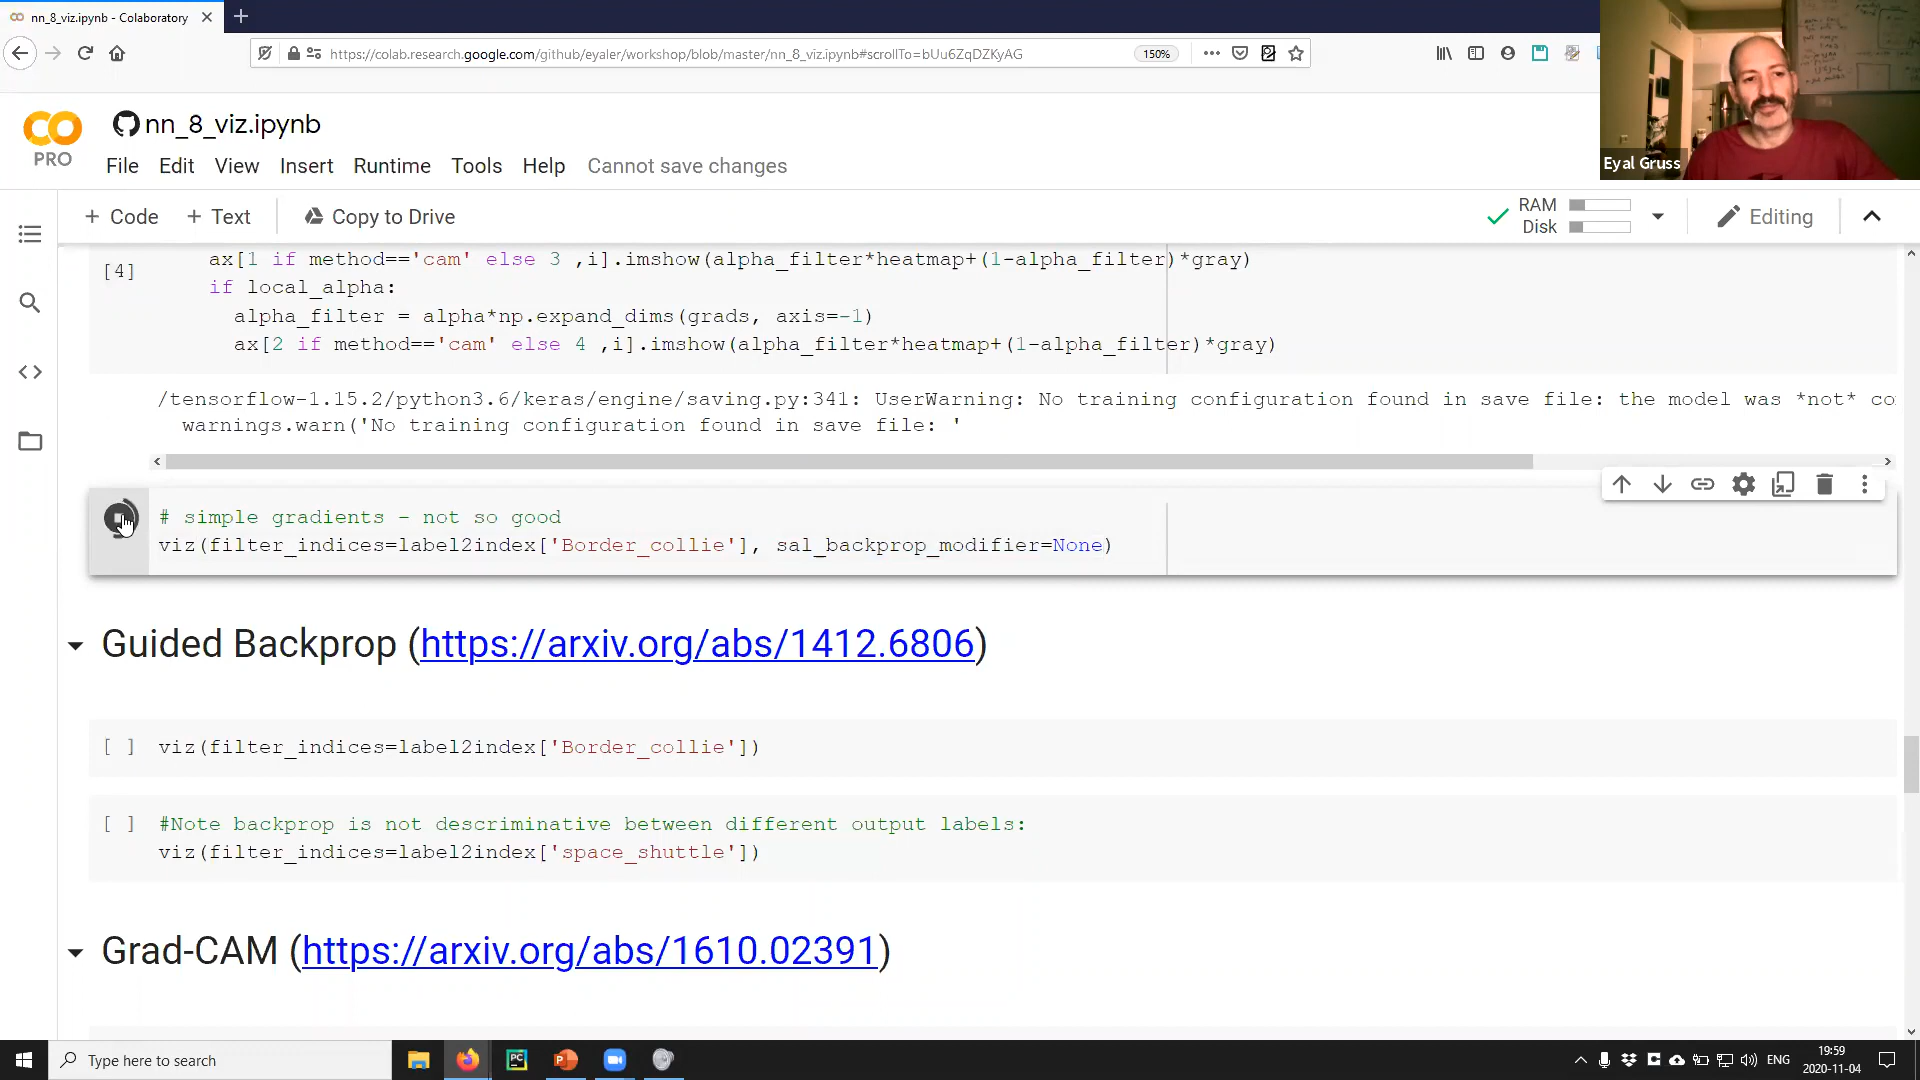 nn_8_viz.ipynb - Colaboratory
https://colab.research.google.com/github/eyaler/workshop/blob/master/nn_8_viz.ipynb#scrollTo=bUu6ZqDZKyAG
150%
Eyal Gruss
PRO
nn_8_viz.ipynb
File Edit View Insert Runtime Tools Help Cannot save changes
+ Code + Text Copy to Drive
RAM
Disk
Editing
[4]
ax[1 if method=='cam' else 3 ,i].imshow(alpha_filter*heatmap+(1-alpha_filter)*gray)
if local_alpha:
alpha_filter = alpha*np.expand_dims(grads, axis=-1)
ax[2 if method=='cam' else 4 ,i].imshow(alpha_filter*heatmap+(1-alpha_filter)*gray)
/tensorflow-1.15.2/python3.6/keras/engine/saving.py:341: UserWarning: No training configuration found in save file: the model was *not* co
warnings.warn('No training configuration found in save file: '
# simple gradients - not so good
viz(filter_indices=label2index['Border_collie'], sal_backprop_modifier=None)
Guided Backprop (https://arxiv.org/abs/1412.6806)
[ ] viz(filter_indices=label2index['Border_collie'])
[ ] #Note backprop is not descriminative between different output labels:
viz(filter_indices=label2index['space_shuttle'])
Grad-CAM (https://arxiv.org/abs/1610.02391)
Type here to search
PC
ENG
19:59
2020-11-04